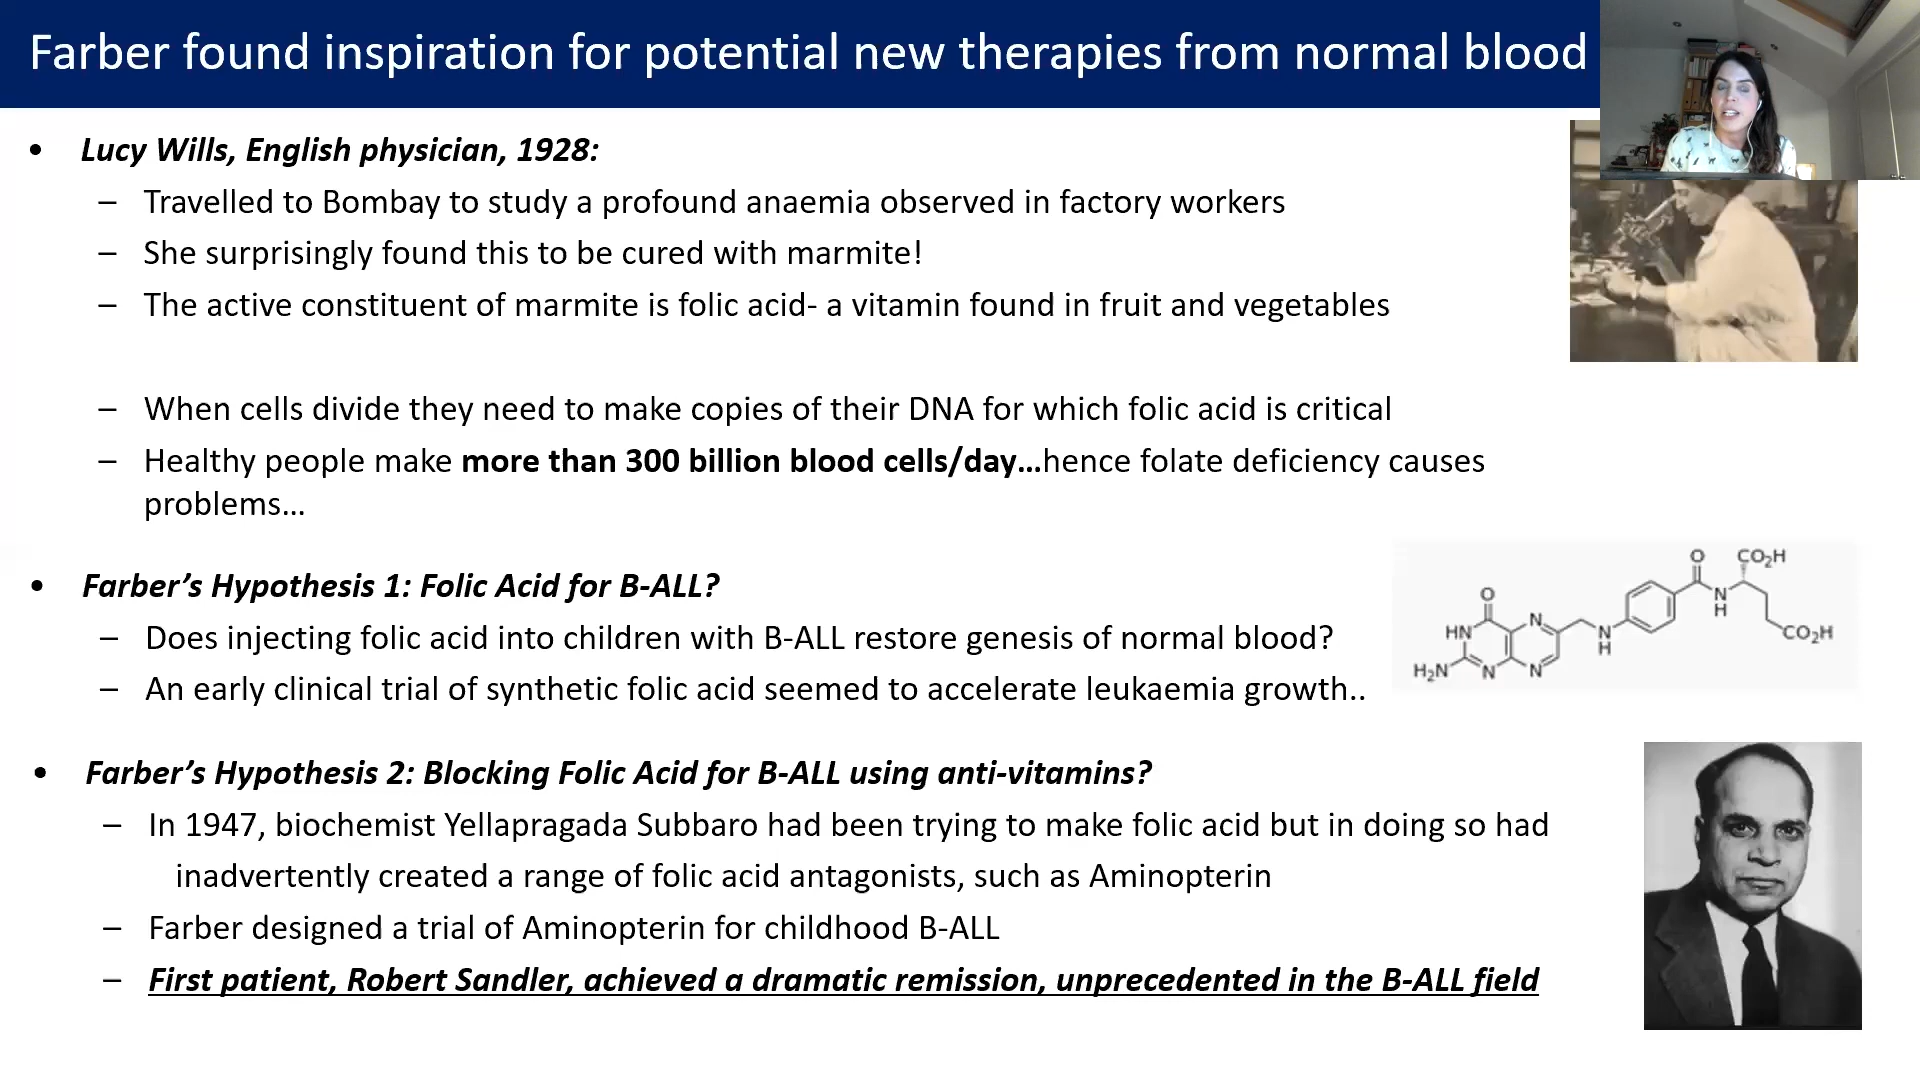 Farber found inspiration for potential new therapies from normal blood
• Lucy Wills, English physician, 1928:
– Travelled to Bombay to study a profound anaemia observed in factory workers
– She surprisingly found this to be cured with marmite!
– The active constituent of marmite is folic acid- a vitamin found in fruit and vegetables
– When cells divide they need to make copies of their DNA for which folic acid is critical
– Healthy people make more than 300 billion blood cells/day…hence folate deficiency causes
problems…
• Farber’s Hypothesis 1: Folic Acid for B-ALL?
– Does injecting folic acid into children with B-ALL restore genesis of normal blood?
– An early clinical trial of synthetic folic acid seemed to accelerate leukaemia growth..
O CO₂H
O N
H
HN N N
H
CO₂H
H₂N N N
• Farber’s Hypothesis 2: Blocking Folic Acid for B-ALL using anti-vitamins?
– In 1947, biochemist Yellapragada Subbaro had been trying to make folic acid but in doing so had
inadvertently created a range of folic acid antagonists, such as Aminopterin
– Farber designed a trial of Aminopterin for childhood B-ALL
– First patient, Robert Sandler, achieved a dramatic remission, unprecedented in the B-ALL field